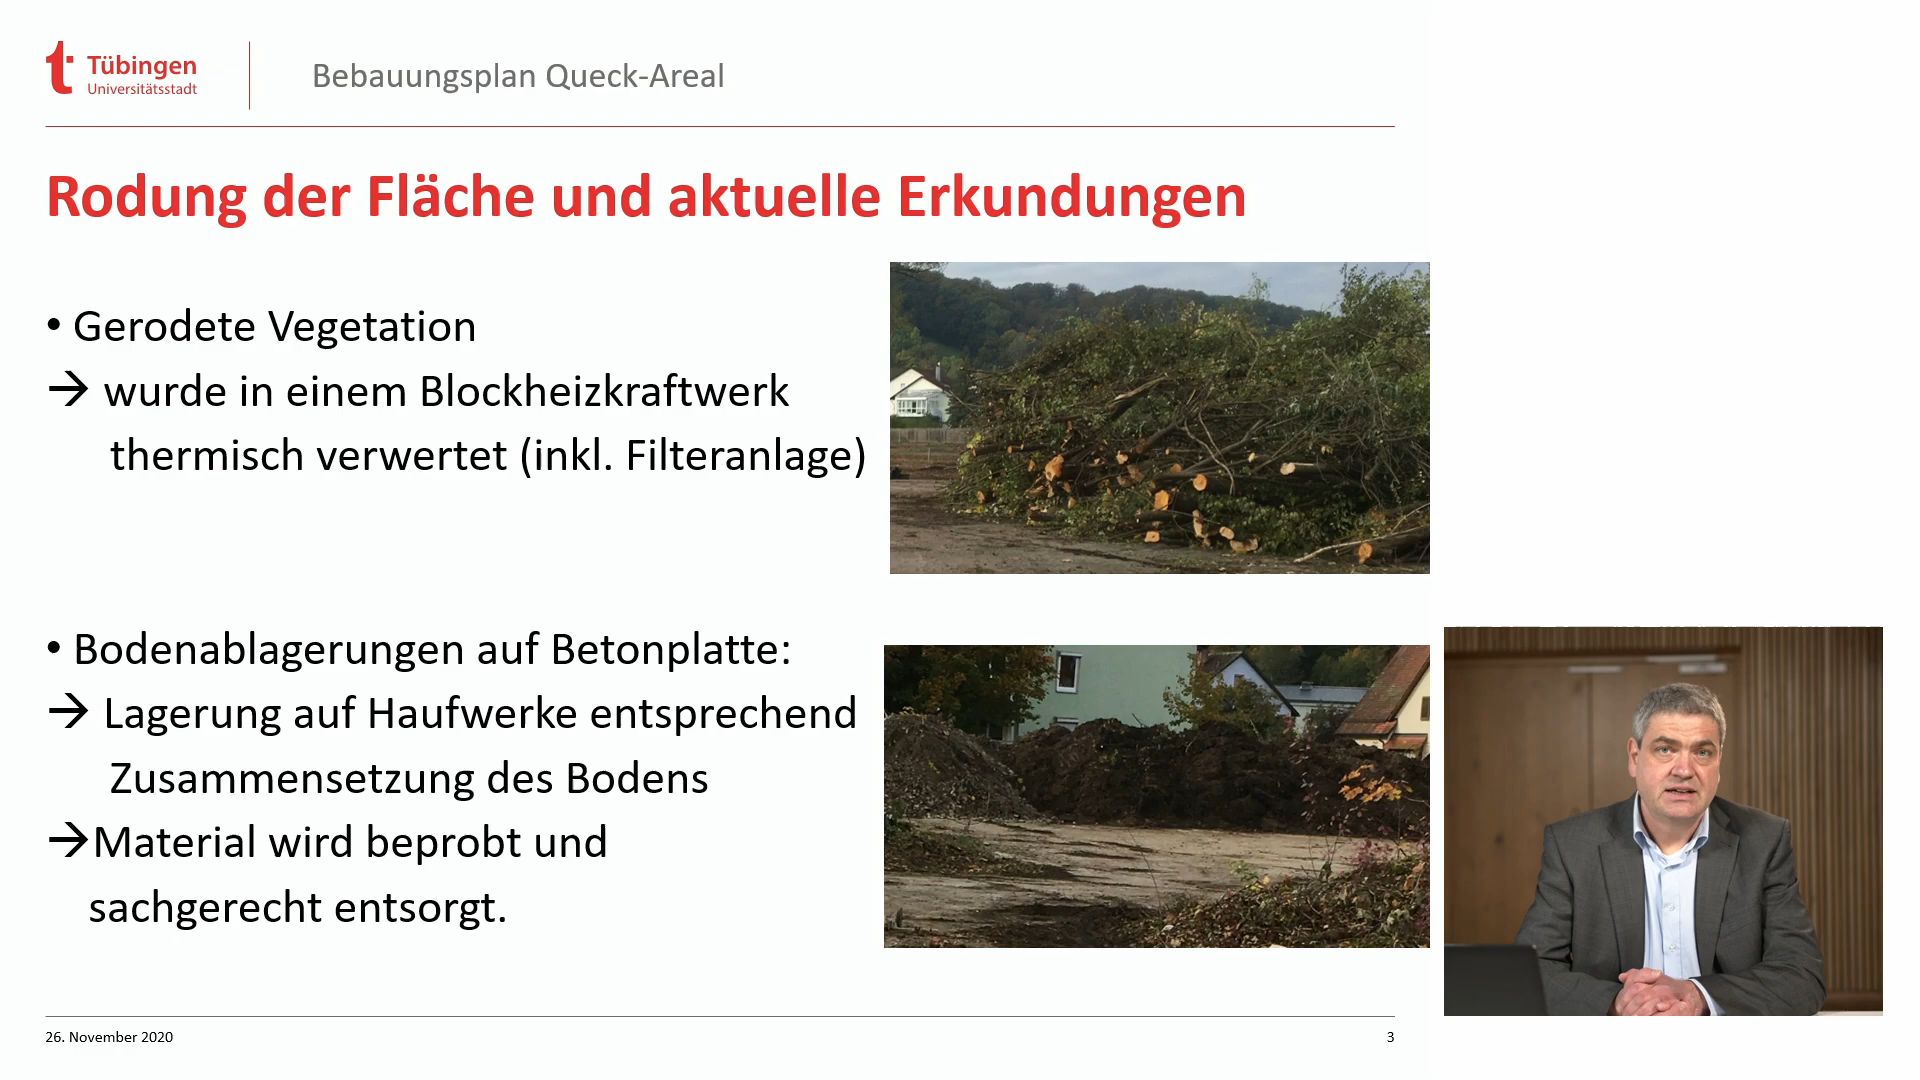 Tübingen
Universitätsstadt
Bebauungsplan Queck-Areal
Rodung der Fläche und aktuelle Erkundungen
• Gerodete Vegetation
→ wurde in einem Blockheizkraftwerk
thermisch verwertet (inkl. Filteranlage)
• Bodenablagerungen auf Betonplatte:
→ Lagerung auf Haufwerke entsprechend
Zusammensetzung des Bodens
→Material wird beprobt und
sachgerecht entsorgt.
26. November 2020
3